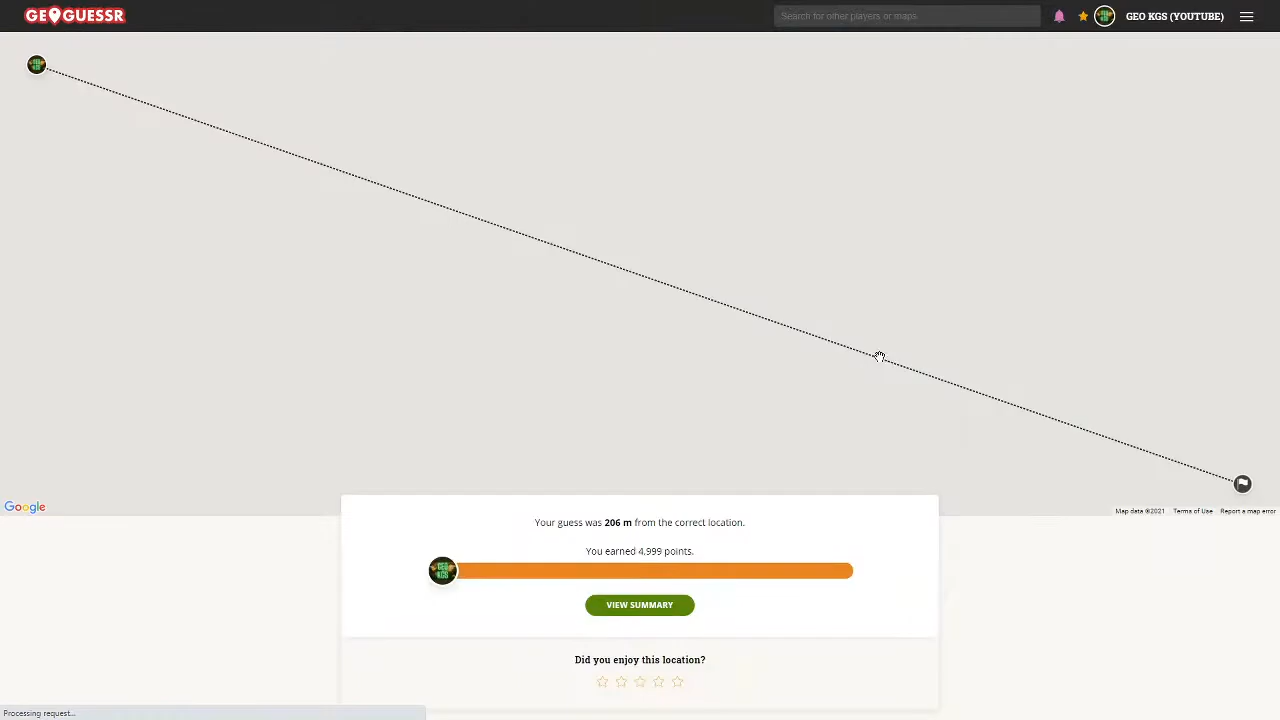 GEOGUESSR
Search for other players or maps
GEO KGS (YOUTUBE)
Google
Map data ©2021 Terms of Use Report a map error
Your guess was 206 m from the correct location.
You earned 4,999 points.
GEO
KGS
VIEW SUMMARY
Did you enjoy this location?
Processing request...